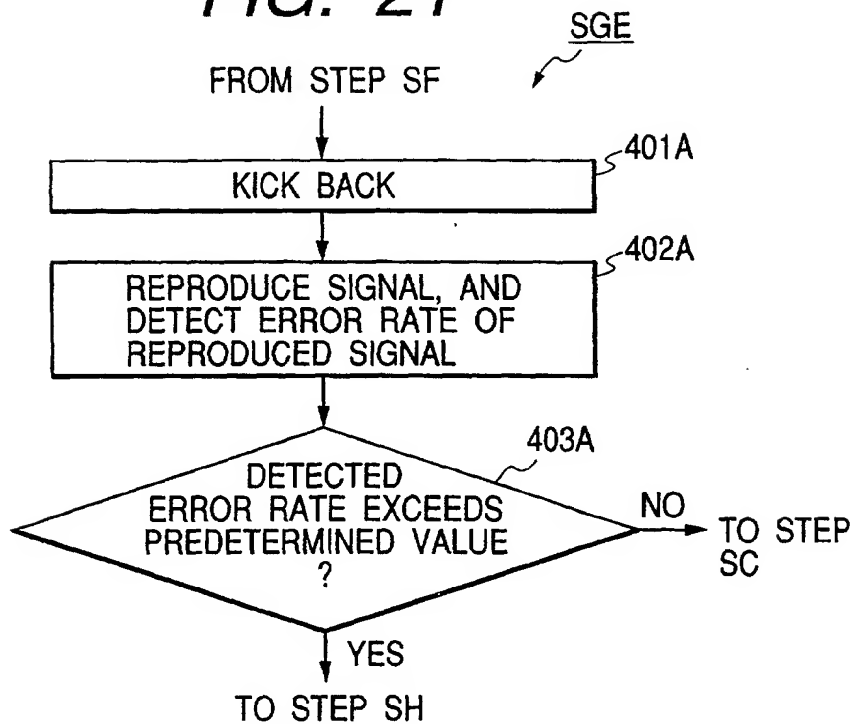 FIG. 21
SGE
FROM STEP SF
401A
KICK BACK
402A
REPRODUCE SIGNAL, AND
DETECT ERROR RATE OF
REPRODUCED SIGNAL
403A
DETECTED
ERROR RATE EXCEEDS
PREDETERMINED VALUE
?
NO
TO STEP
SC
YES
TO STEP SH